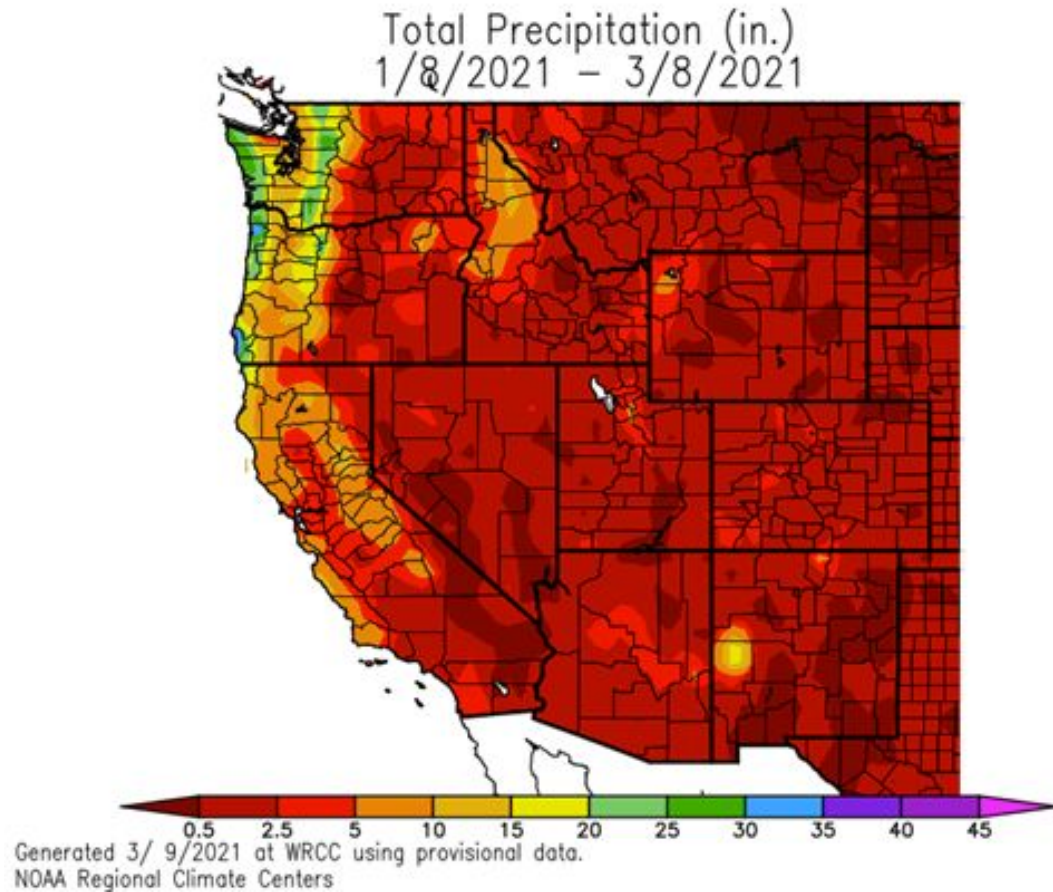 Total Precipitation (in.)
1/8/2021 – 3/8/2021
0.5 2.5 5 10 15 20 25 30 35 40 45
Generated 3/ 9/2021 at WRCC using provisional data.
NOAA Regional Climate Centers